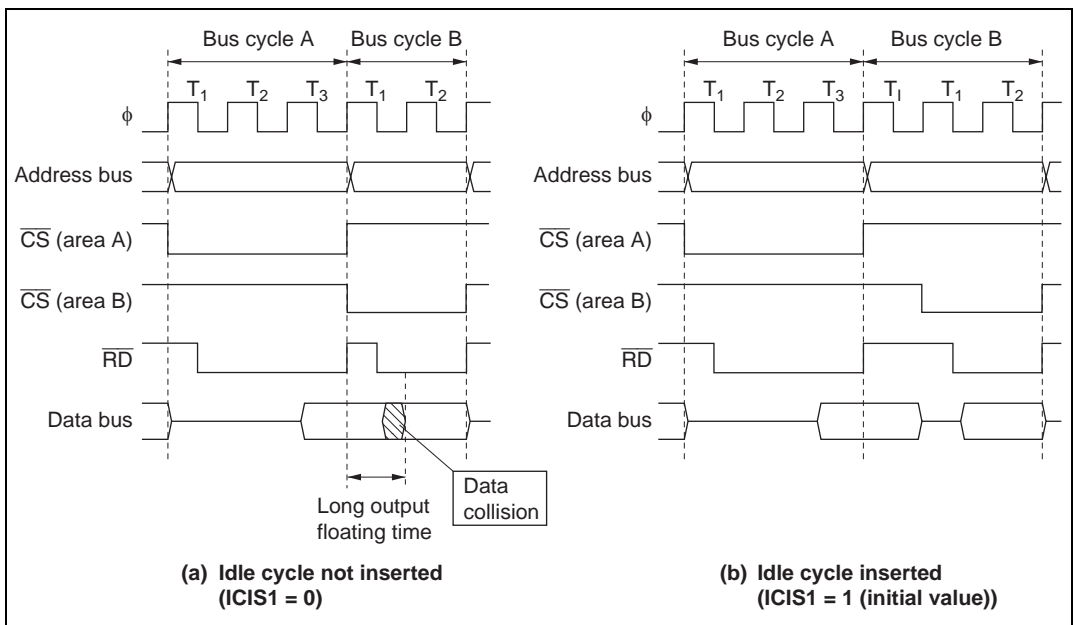 Bus cycle A Bus cycle B
T1 T2 T3 T1 T2
ϕ
Address bus
CS (area A)
CS (area B)
RD
Data bus
Long output
floating time
Data
collision
(a) Idle cycle not inserted
(ICIS1 = 0)
Bus cycle A Bus cycle B
T1 T2 T3 TI T1 T2
ϕ
Address bus
CS (area A)
CS (area B)
RD
Data bus
(b) Idle cycle inserted
(ICIS1 = 1 (initial value))